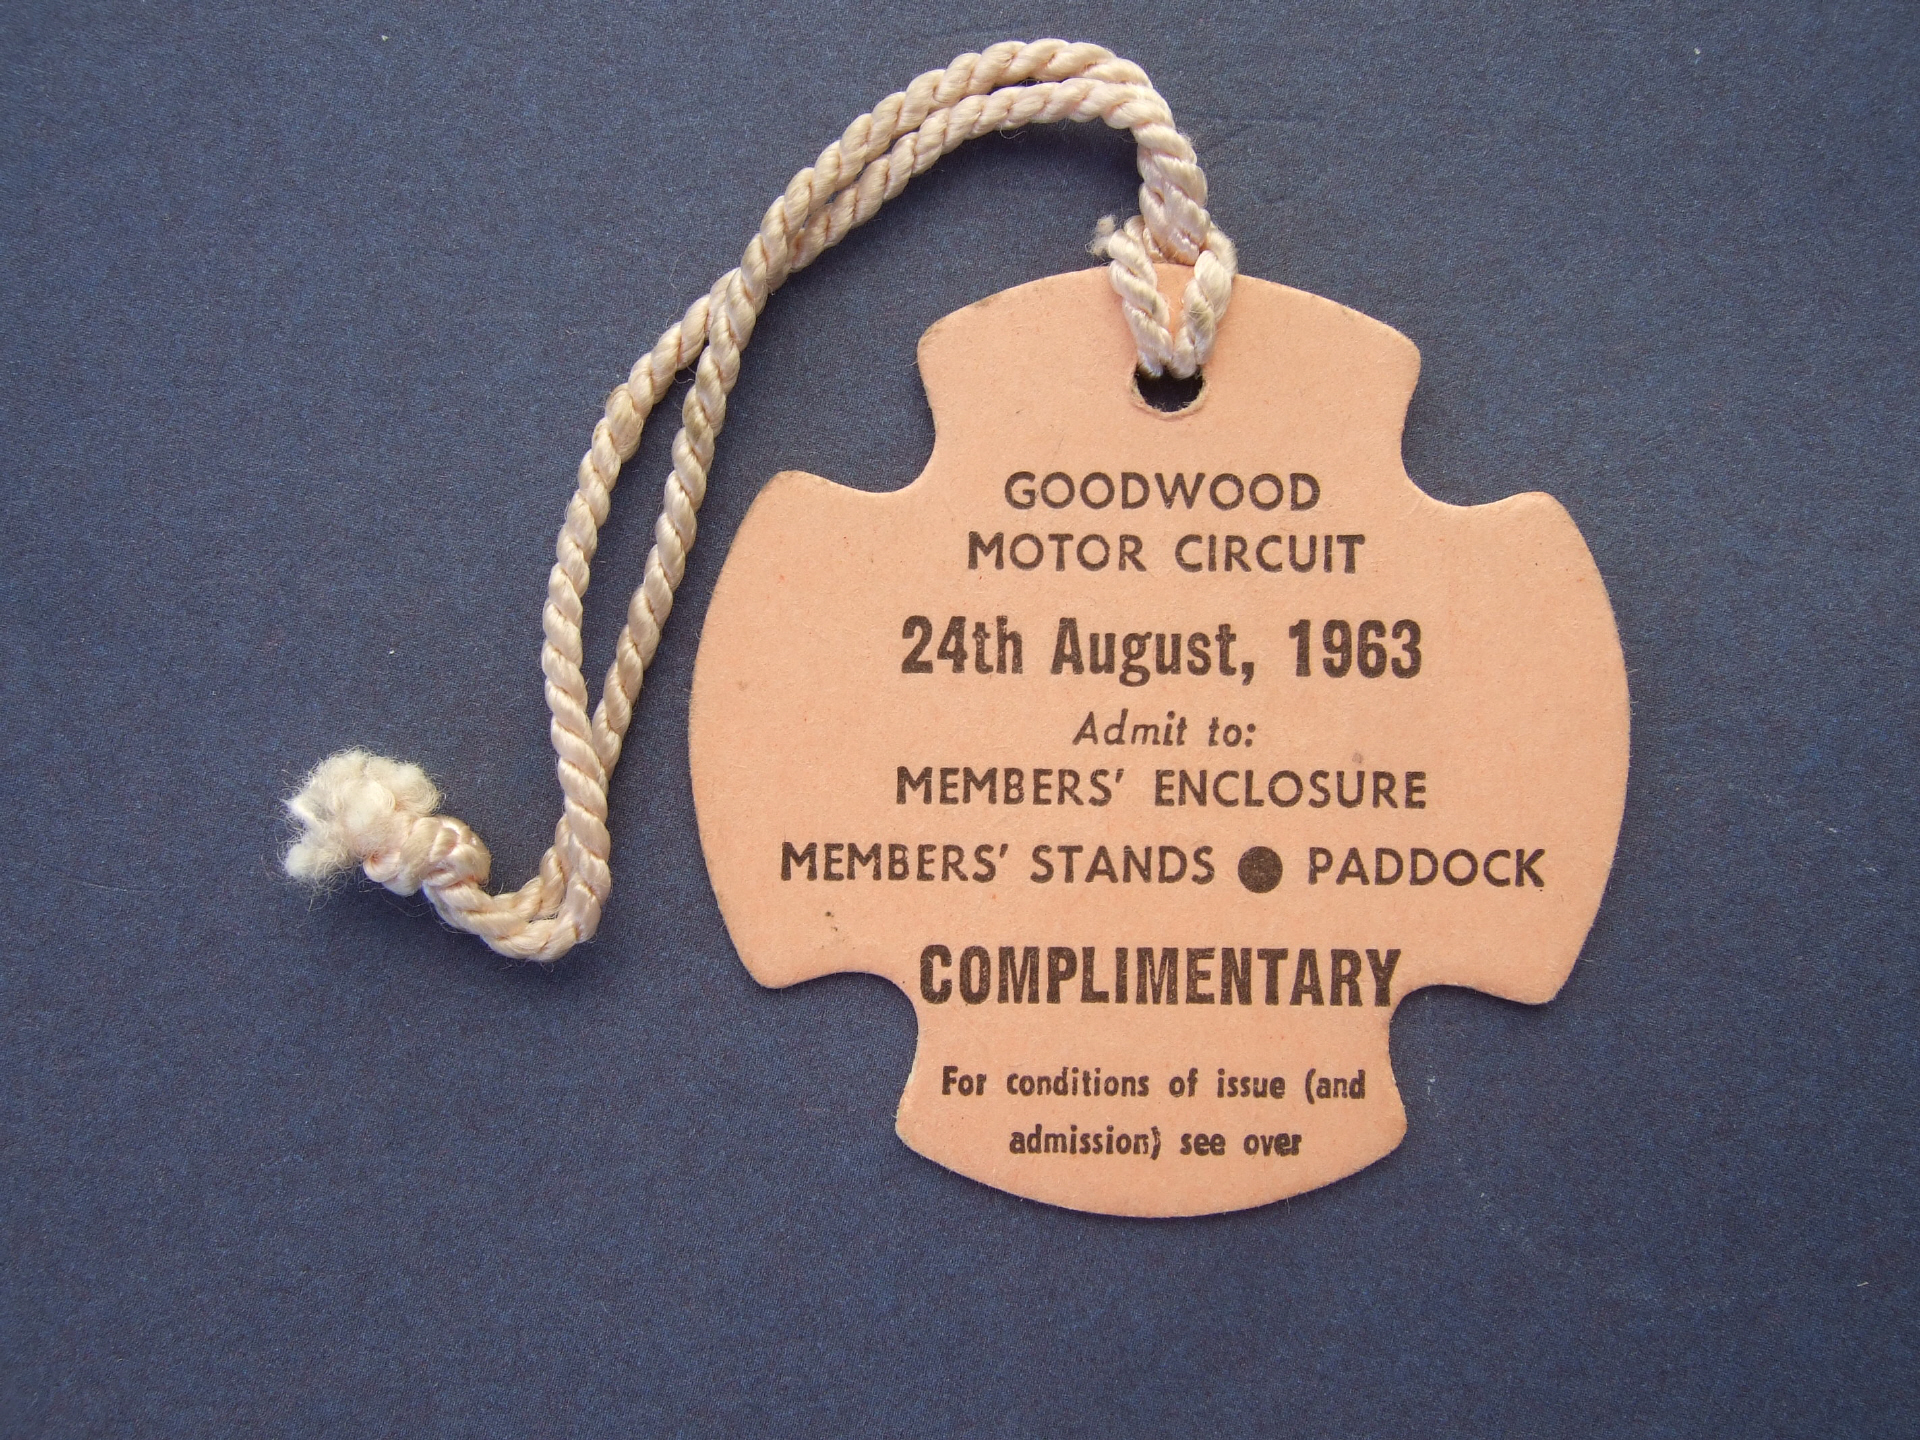 GOODWOOD
MOTOR CIRCUIT
24th August, 1963
Admit to:
MEMBERS' ENCLOSURE
MEMBERS' STANDS ● PADDOCK
COMPLIMENTARY
For conditions of issue (and
admission) see over